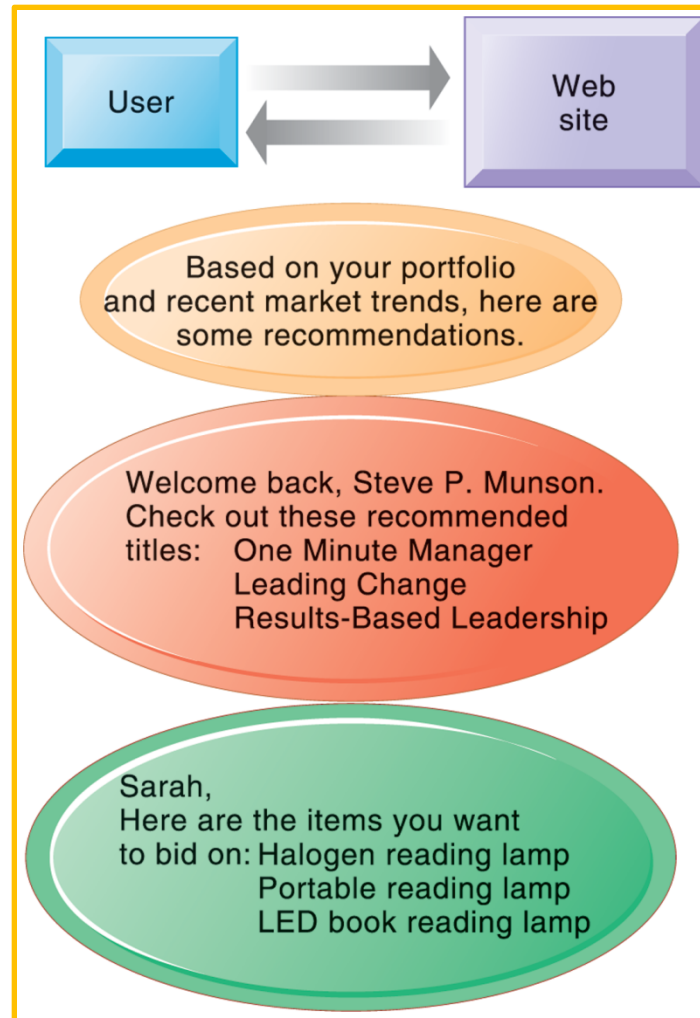 User
Web
site
Based on your portfolio
and recent market trends, here are
some recommendations.
Welcome back, Steve P. Munson.
Check out these recommended
titles: One Minute Manager
Leading Change
Results-Based Leadership
Sarah,
Here are the items you want
to bid on: Halogen reading lamp
Portable reading lamp
LED book reading lamp